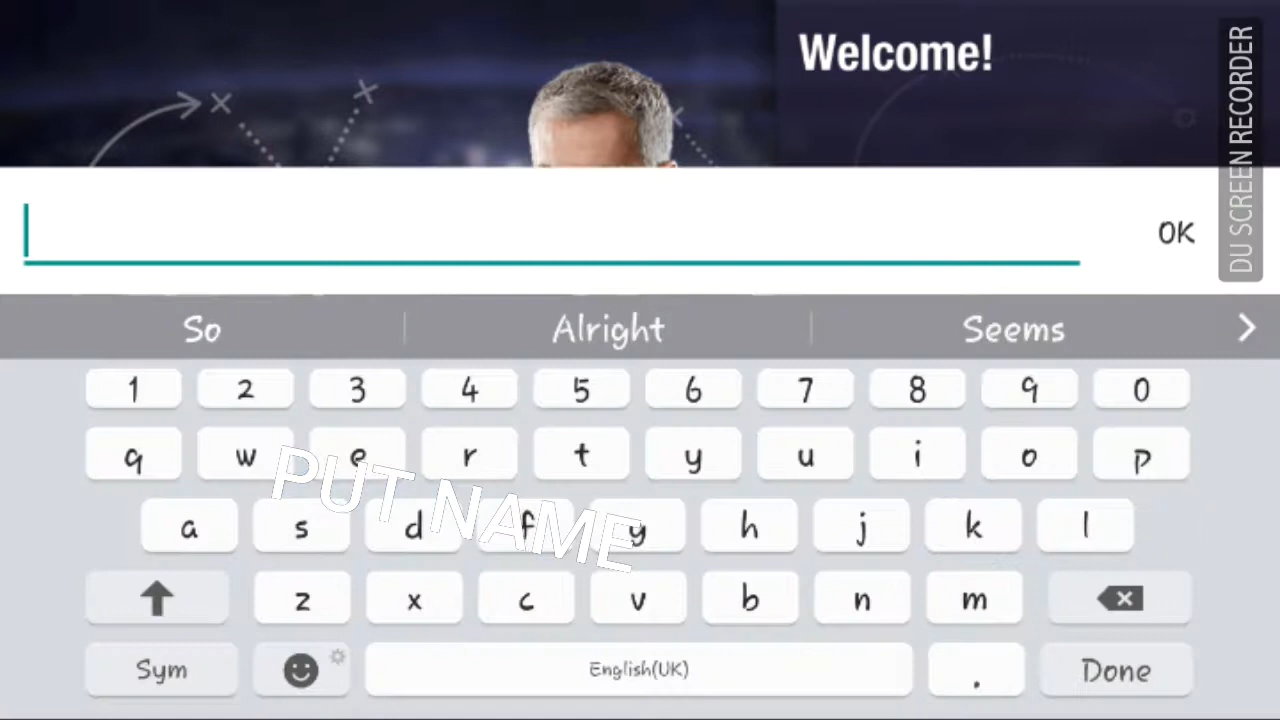 Welcome!
DU SCREEN RECORDER
OK
So Alright Seems
1 2 3 4 5 6 7 8 9 0
q w e r t y u i o p
PUT NAME
a s d f g h j k l
z x c v b n m
Sym English(UK) . Done